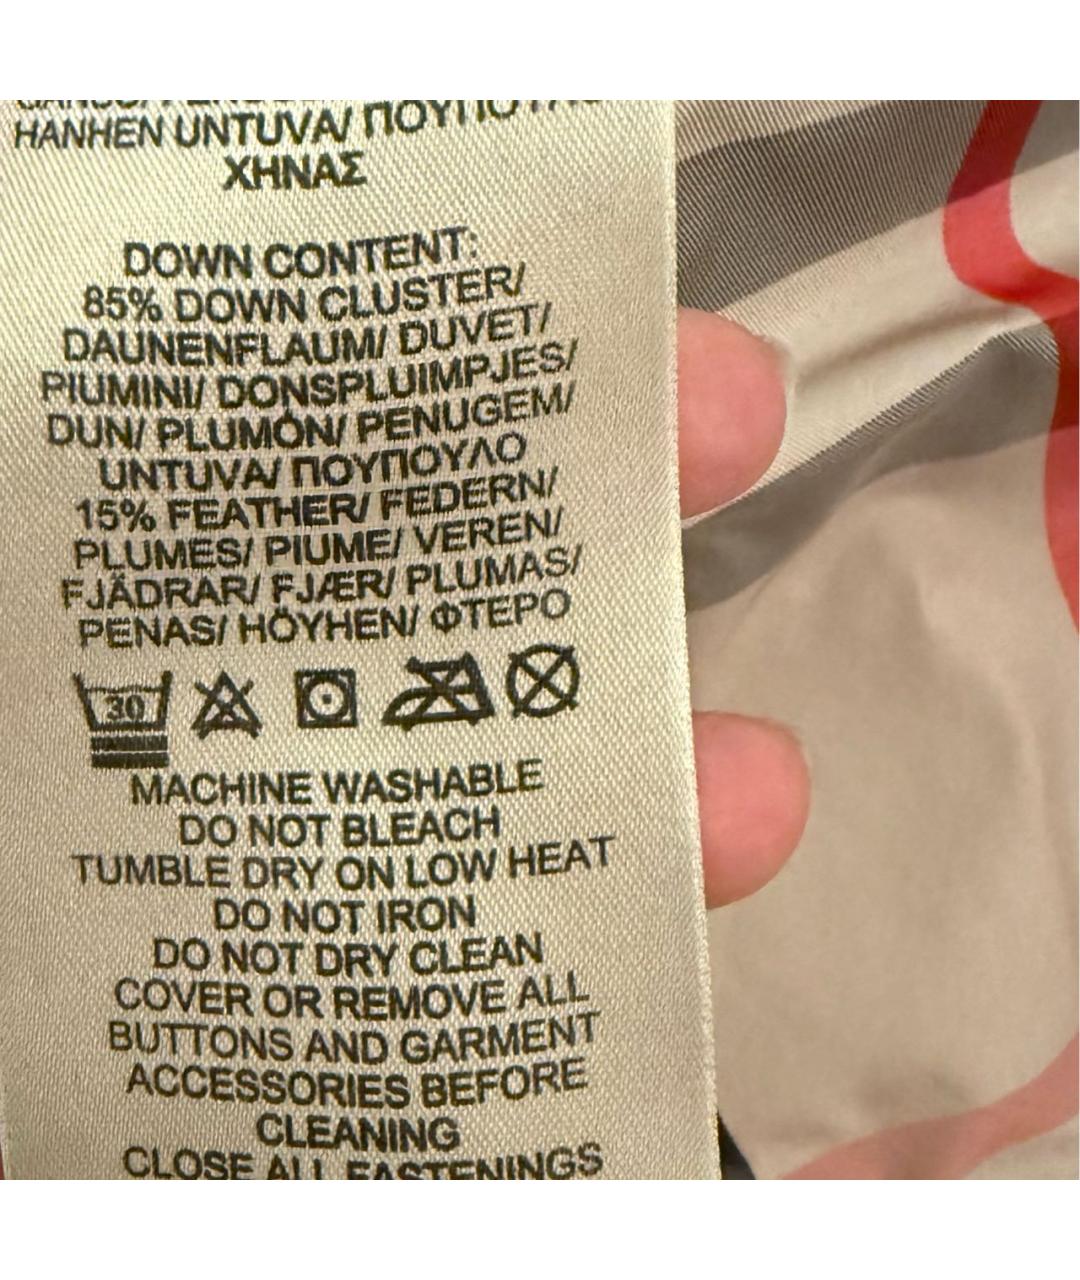 HANHEN UNTUVA/
ΧΗΝΑΣ
DOWN CONTENT:
85% DOWN CLUSTER/
DAUNENFLAUM/ DUVET/
PIUMINI/ DONSPLUIMPJES/
DUN/ PLUMÓN/ PENUGEM/
UNTUVA/ ΠΟΥΠΟΥΛΟ
15% FEATHER/ FEDERN/
PLUMES/ PIUME/ VEREN/
FJÄDRAR/ FJÆR/ PLUMAS/
PENAS/ HÖYHEN/ ΦΤΕΡΟ
30
MACHINE WASHABLE
DO NOT BLEACH
TUMBLE DRY ON LOW HEAT
DO NOT IRON
DO NOT DRY CLEAN
COVER OR REMOVE ALL
BUTTONS AND GARMENT
ACCESSORIES BEFORE
CLEANING
CLOSE ALL FASTENINGS